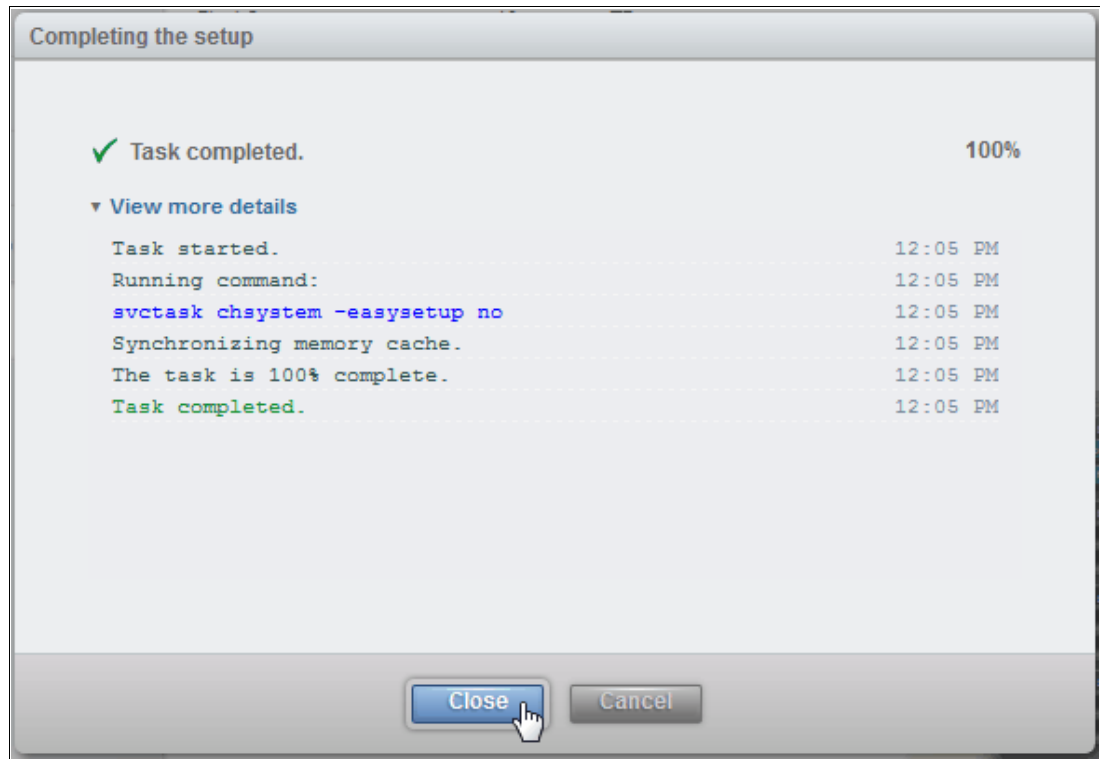 Completing the setup
Task completed. 100%
View more details
Task started. 12:05 PM
Running command: 12:05 PM
svctask chsystem -easysetup no 12:05 PM
Synchronizing memory cache. 12:05 PM
The task is 100% complete. 12:05 PM
Task completed. 12:05 PM
Close Cancel